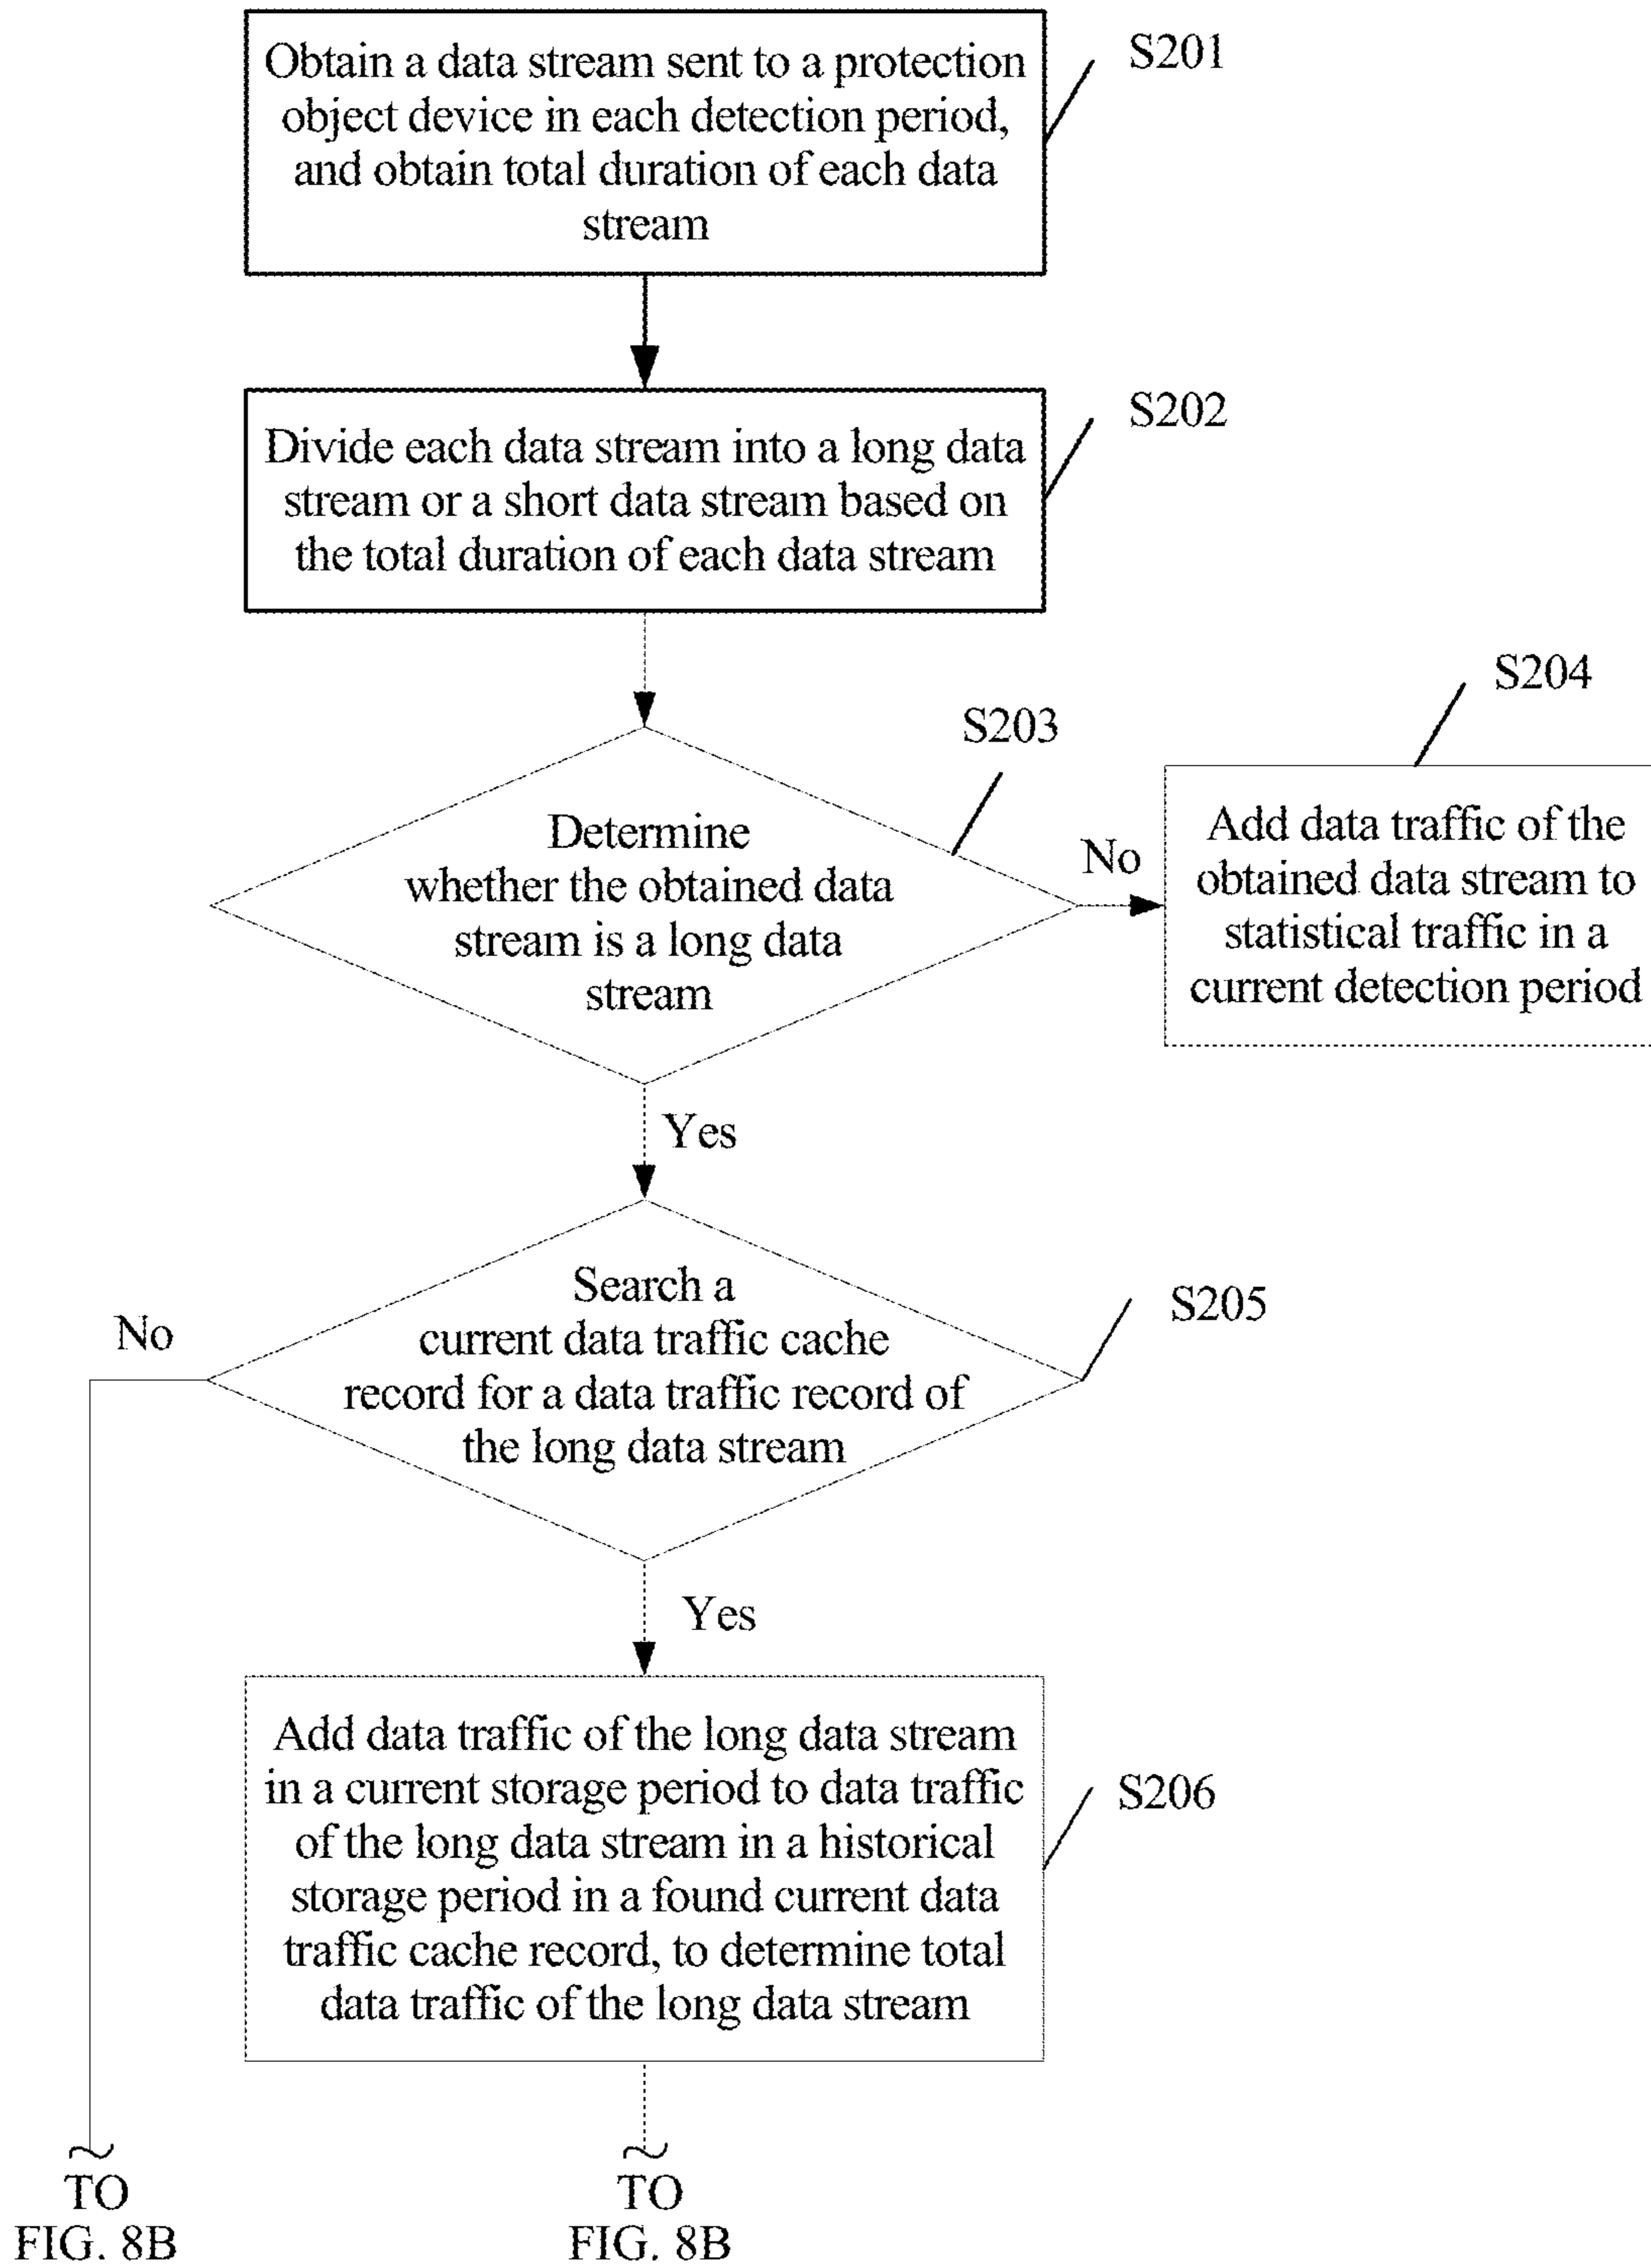 Obtain a data stream sent to a protection
object device in each detection period,
and obtain total duration of each data
stream
S201
Divide each data stream into a long data
stream or a short data stream based on
the total duration of each data stream
S202
Determine
whether the obtained data
stream is a long data
stream
S203
No
Add data traffic of the
obtained data stream to
statistical traffic in a
current detection period
S204
Yes
Search a
current data traffic cache
record for a data traffic record of
the long data stream
S205
No
Yes
Add data traffic of the long data stream
in a current storage period to data traffic
of the long data stream in a historical
storage period in a found current data
traffic cache record, to determine total
data traffic of the long data stream
S206
TO
FIG. 8B
TO
FIG. 8B